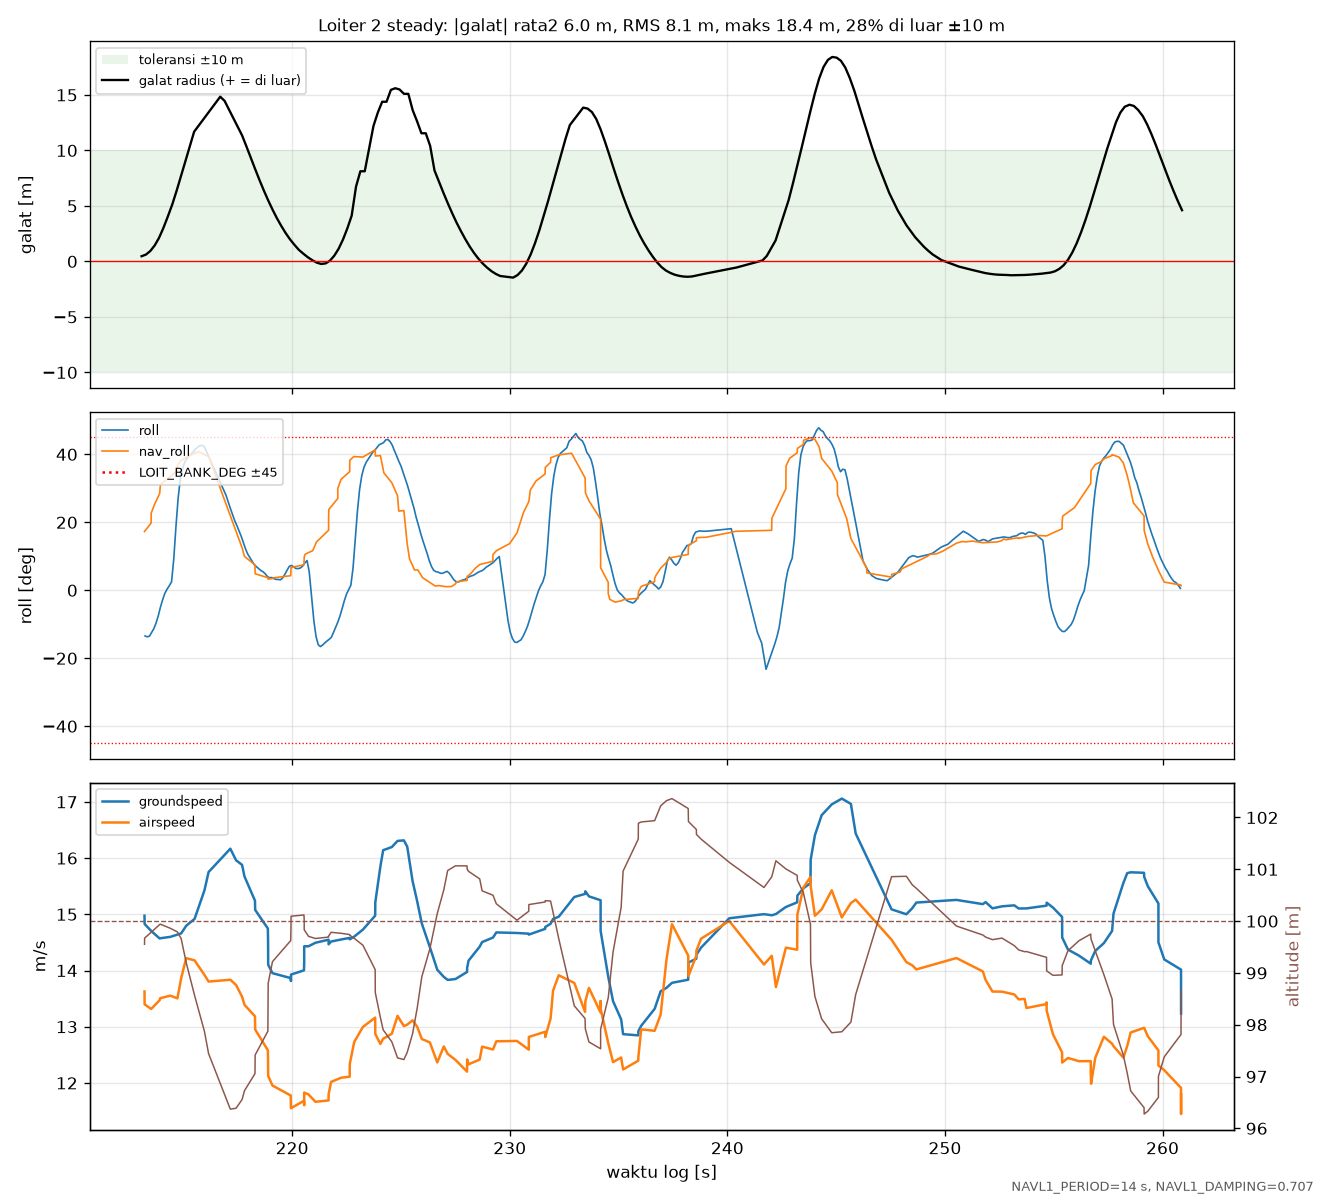 Loiter 2 steady: |galat| rata2 6.0 m, RMS 8.1 m, maks 18.4 m, 28% di luar ±10 m
toleransi ±10 m
galat radius (+ = di luar)
15
10
5
0
−5
−10
galat [m]
roll
nav_roll
LOIT_BANK_DEG ±45
40
20
0
−20
−40
roll [deg]
groundspeed
airspeed
17
16
15
14
13
12
m/s
102
101
100
99
98
97
96
altitude [m]
220
230
240
250
260
waktu log [s]
NAVL1_PERIOD=14 s, NAVL1_DAMPING=0.707